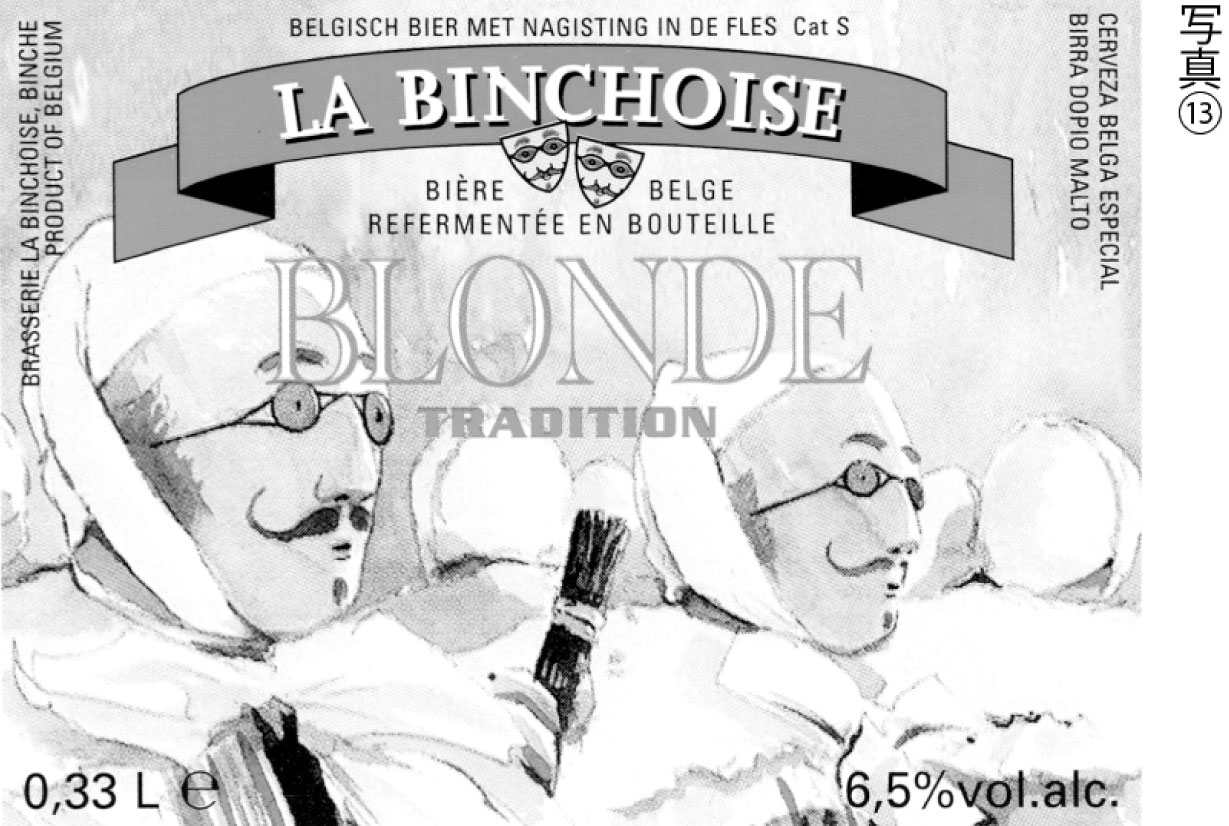 BELGISCH BIER MET NAGISTING IN DE FLES Cat S
LA BINCHOISE
BIÈRE BELGE
REFERMENTÉE EN BOUTEILLE
BLONDE
TRADITION
BRASSERIE LA BINCHOISE, BINCHE
PRODUCT OF BELGIUM
CERVEZA BELGA ESPECIAL
BIRRA DOPIO MALTO
0,33 L ℮
6,5%vol.alc.
写真⑬